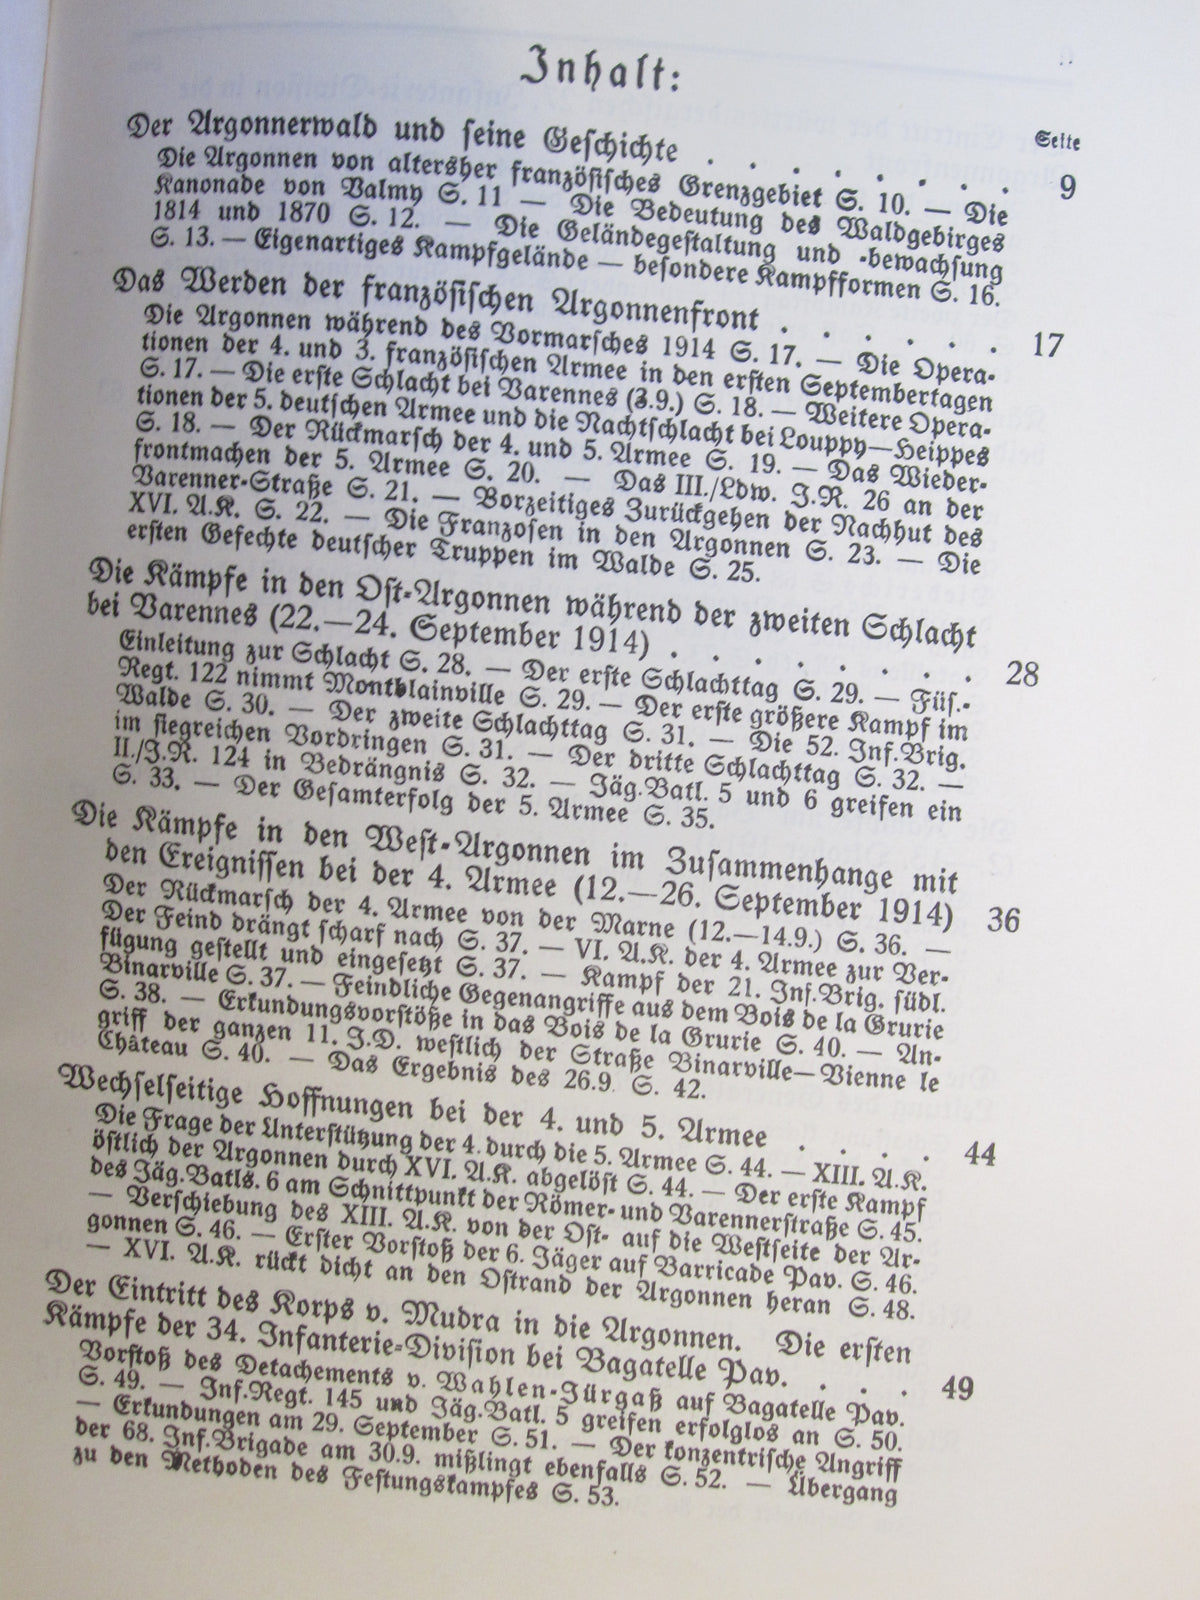 Inhalt:
Seite
Der Argonnerwald und seine Geschichte . . . . . . . . 9
Die Argonnen von altersher französisches Grenzgebiet S. 10. — Die
Kanonade von Valmy S. 11 — Die Bedeutung des Waldgebirges
1814 und 1870 S. 12. — Die Geländegestaltung und -bewachsung
S. 13. — Eigenartiges Kampfgelände — besondere Kampfformen S. 16.
Das Werden der französischen Argonnenfront . . . . . . 17
Die Argonnen während des Vormarsches 1914 S. 17. — Die Opera-
tionen der 4. und 3. französischen Armee in den ersten Septembertagen
S. 17. — Die erste Schlacht bei Varennes (3.9.) S. 18. — Weitere Opera-
tionen der 5. deutschen Armee und die Nachtschlacht bei Louppy—Heippes
S. 18. — Der Rückmarsch der 4. und 5. Armee S. 19. — Das Wieder-
frontmachen der 5. Armee S. 20. — Das III./Ldw. I.R. 26 an der
Varenner-Straße S. 21. — Vorzeitiges Zurückgehen der Nachhut des
XVI. A.K. S. 22. — Die Franzosen in den Argonnen S. 23. — Die
ersten Gefechte deutscher Truppen im Walde S. 25.
Die Kämpfe in den Ost-Argonnen während der zweiten Schlacht
bei Varennes (22.—24. September 1914) . . . . . . . . 28
Einleitung zur Schlacht S. 28. — Der erste Schlachttag S. 29. — Füs.-
Regt. 122 nimmt Montblainville S. 29. — Der erste größere Kampf im
Walde S. 30. — Der zweite Schlachttag S. 31. — Die 52. Inf.Brig.
im siegreichen Vordringen S. 31. — Der dritte Schlachttag S. 32. —
II./I.R. 124 in Bedrängnis S. 32. — Jäg.Batl. 5 und 6 greifen ein
S. 33. — Der Gesamterfolg der 5. Armee S. 35.
Die Kämpfe in den West-Argonnen im Zusammenhange mit
den Ereignissen bei der 4. Armee (12.—26. September 1914) 36
Der Rückmarsch der 4. Armee von der Marne (12.—14.9.) S. 36. —
Der Feind drängt scharf nach S. 37. — VI. A.K. der 4. Armee zur Ver-
fügung gestellt und eingesetzt S. 37. — Kampf der 21. Inf.Brig. südl.
Binarville S. 37. — Feindliche Gegenangriffe aus dem Bois de la Grurie
S. 38. — Erkundungsvorstöße in das Bois de la Grurie S. 40. — An-
griff der ganzen 11. I.D. westlich der Straße Binarville—Vienne le
Château S. 40. — Das Ergebnis des 26.9. S. 42.
Wechselseitige Hoffnungen bei der 4. und 5. Armee . . . . 44
Die Frage der Unterstützung der 4. durch die 5. Armee S. 44. — XIII. A.K.
östlich der Argonnen durch XVI. A.K. abgelöst S. 44. — Der erste Kampf
des Jäg.Batls. 6 am Schnittpunkt der Römer- und Varennerstraße S. 45.
— Verschiebung des XIII. A.K. von der Ost- auf die Westseite der Ar-
gonnen S. 46. — Erster Vorstoß der 6. Jäger auf Barricade Pav. S. 46.
— XVI. A.K. rückt dicht an den Ostrand der Argonnen heran S. 48.
Der Eintritt des Korps v. Mudra in die Argonnen. Die ersten
Kämpfe der 34. Infanterie-Division bei Bagatelle Pav. . . . 49
Vorstoß des Detachements v. Wahlen-Jürgaß auf Bagatelle Pav.
S. 49. — Inf.Regt. 145 und Jäg.Batl. 5 greifen erfolglos an S. 50.
— Erkundungen am 29. September S. 51. — Der konzentrische Angriff
der 68. Inf.Brigade am 30.9. mißlingt ebenfalls S. 52. — Übergang
zu den Methoden des Festungskampfes S. 53.